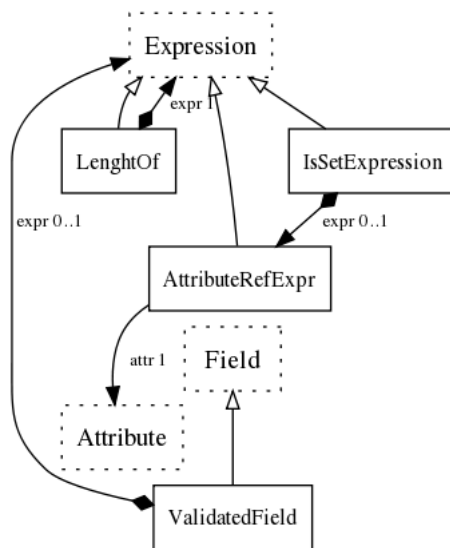 Expression
expr 1
LenghtOf
IsSetExpression
expr 0..1
expr 0..1
AttributeRefExpr
Field
attr 1
Attribute
ValidatedField